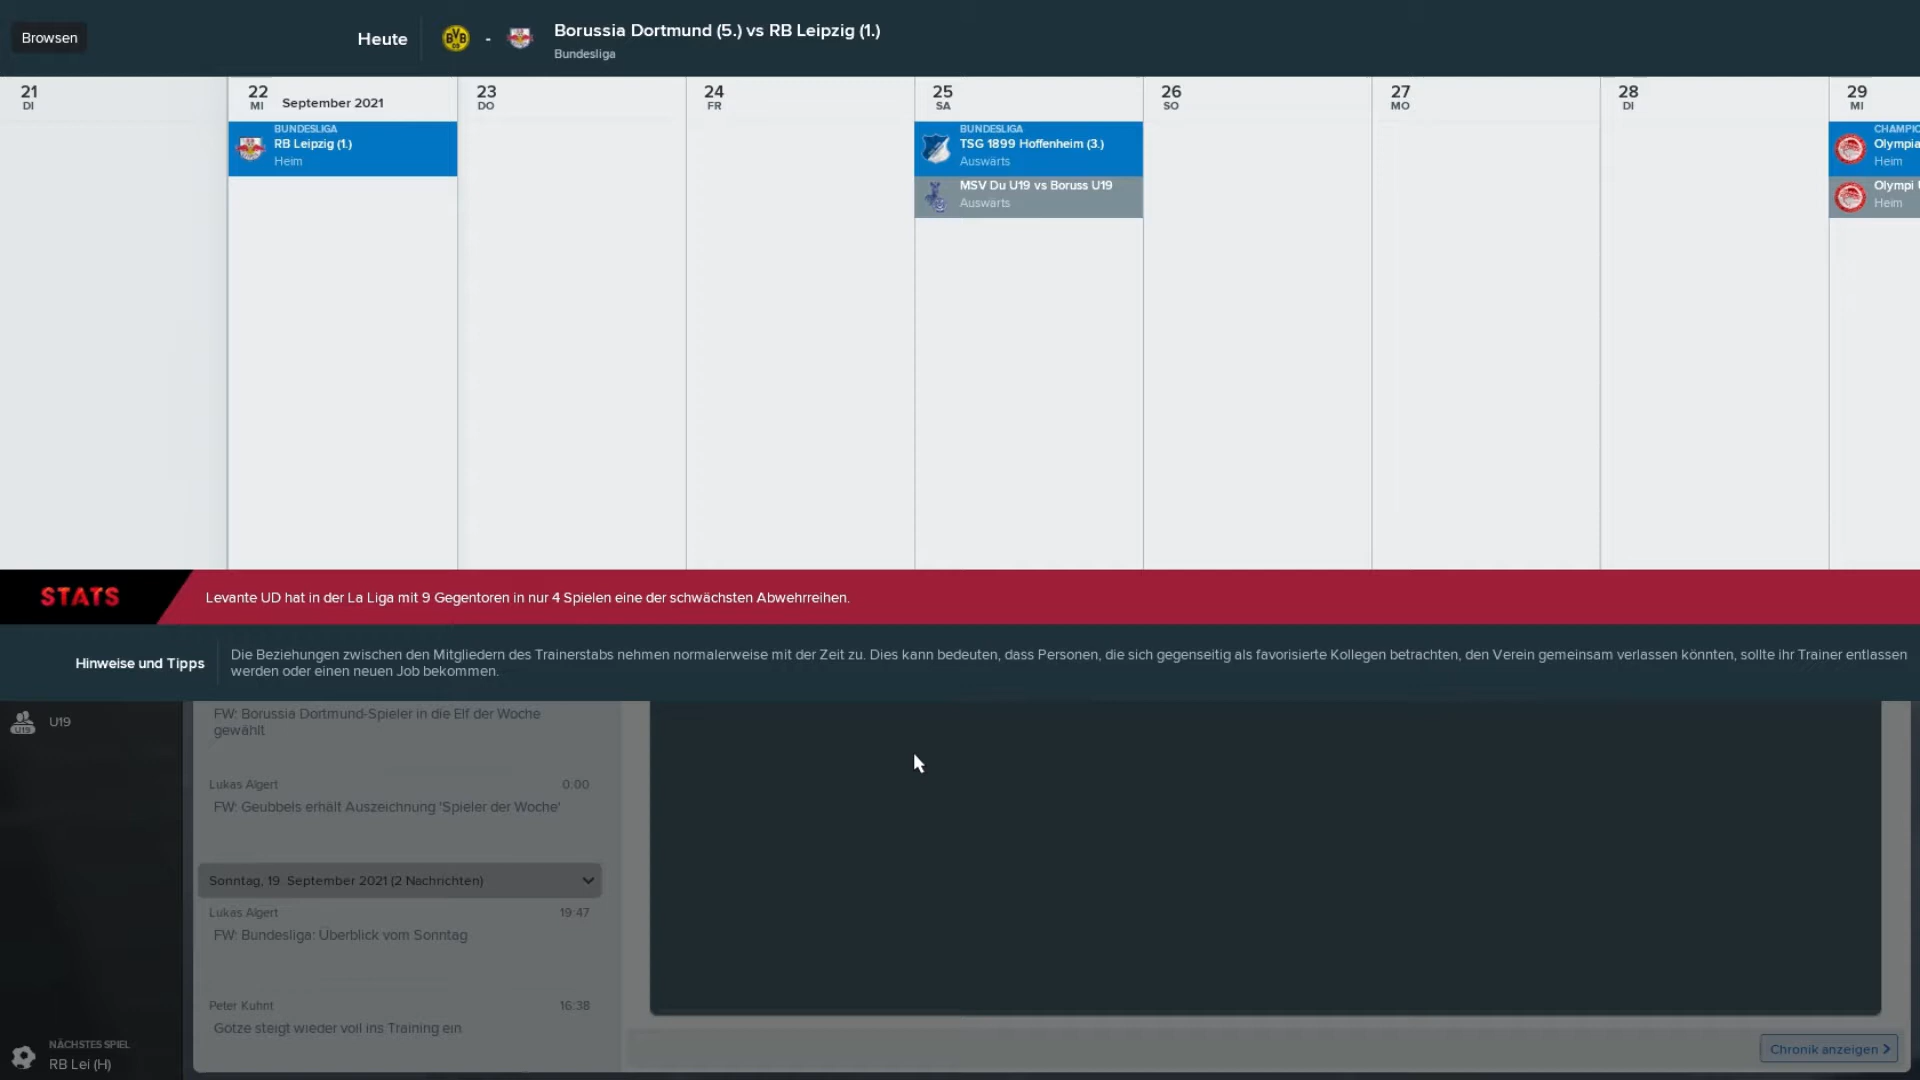 Browsen
Heute
Borussia Dortmund (5.) vs RB Leipzig (1.)
Bundesliga
21
DI
22
MI
September 2021
23
DO
24
FR
25
SA
26
SO
27
MO
28
DI
29
MI
BUNDESLIGA
RB Leipzig (1.)
Heim
BUNDESLIGA
TSG 1899 Hoffenheim (3.)
Auswärts
MSV Du U19 vs Boruss U19
Auswärts
CHAMPIO
Olympia
Heim
Olympi
Heim
STATS
Levante UD hat in der La Liga mit 9 Gegentoren in nur 4 Spielen eine der schwächsten Abwehrreihen.
Hinweise und Tipps
Die Beziehungen zwischen den Mitgliedern des Trainerstabs nehmen normalerweise mit der Zeit zu. Dies kann bedeuten, dass Personen, die sich gegenseitig als favorisierte Kollegen betrachten, den Verein gemeinsam verlassen könnten, sollte ihr Trainer entlassen
werden oder einen neuen Job bekommen.
U19
FW: Borussia Dortmund-Spieler in die Elf der Woche
gewählt
Lukas Algert
0:00
FW: Geubbels erhält Auszeichnung 'Spieler der Woche'
Sonntag, 19. September 2021 (2 Nachrichten)
Lukas Algert
19:47
FW: Bundesliga: Überblick vom Sonntag
Peter Kuhnt
16:38
Götze steigt wieder voll ins Training ein
NÄCHSTES SPIEL
RB Lei (H)
Chronik anzeigen